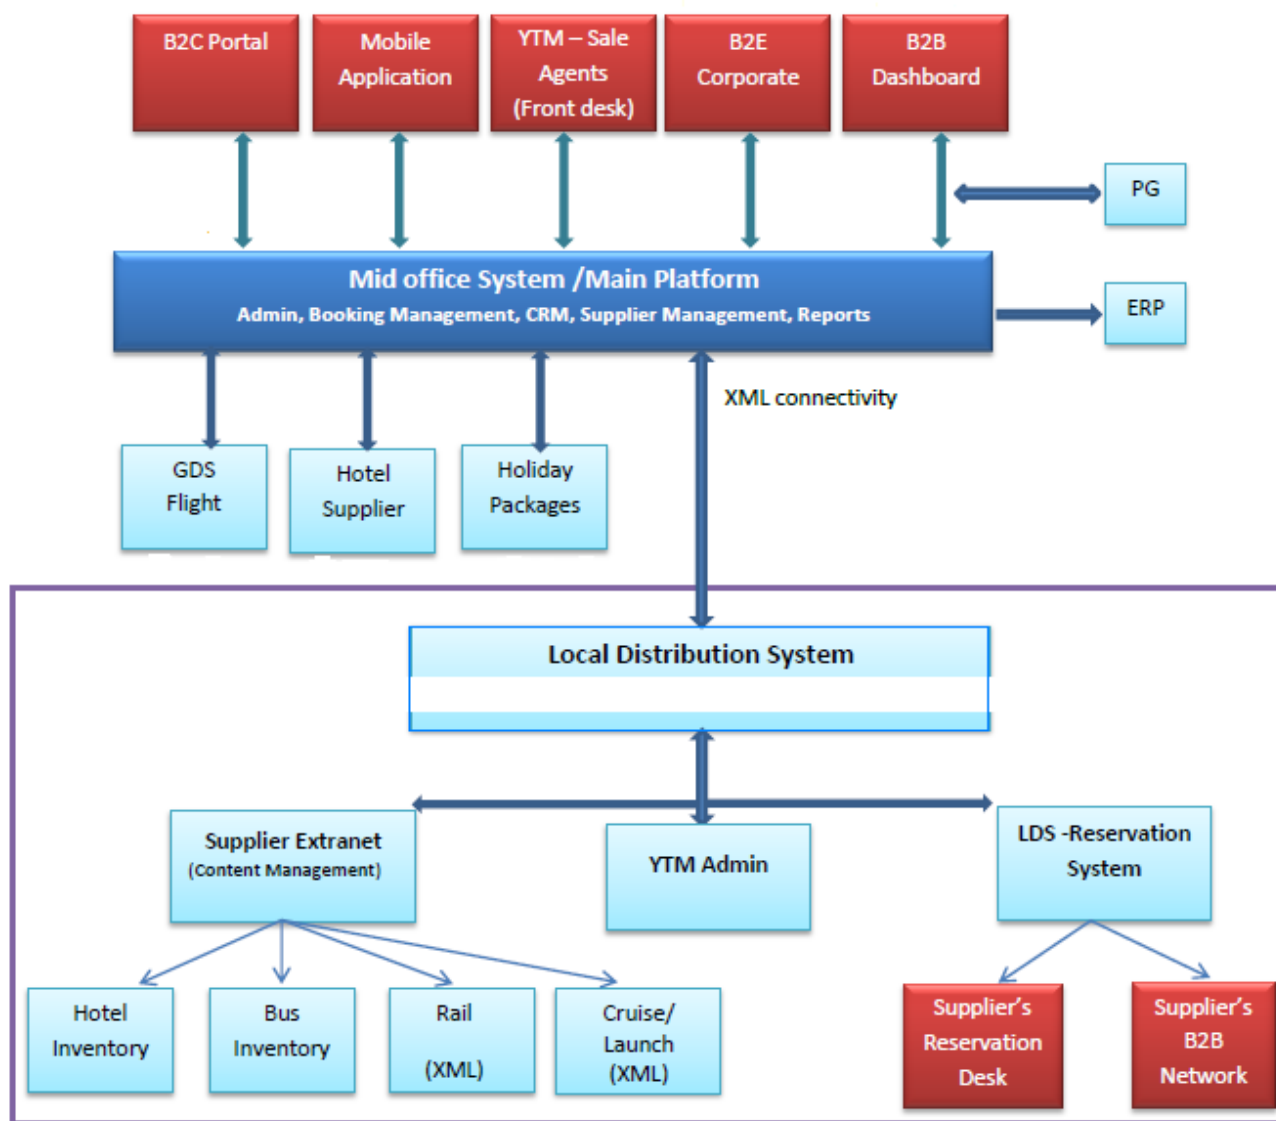 B2C Portal
Mobile
Application
YTM – Sale
Agents
(Front desk)
B2E
Corporate
B2B
Dashboard
PG
Mid office System /Main Platform
Admin, Booking Management, CRM, Supplier Management, Reports
ERP
XML connectivity
GDS
Flight
Hotel
Supplier
Holiday
Packages
Local Distribution System
Supplier Extranet
(Content Management)
YTM Admin
LDS -Reservation
System
Hotel
Inventory
Bus
Inventory
Rail
(XML)
Cruise/
Launch
(XML)
Supplier's
Reservation
Desk
Supplier's
B2B
Network